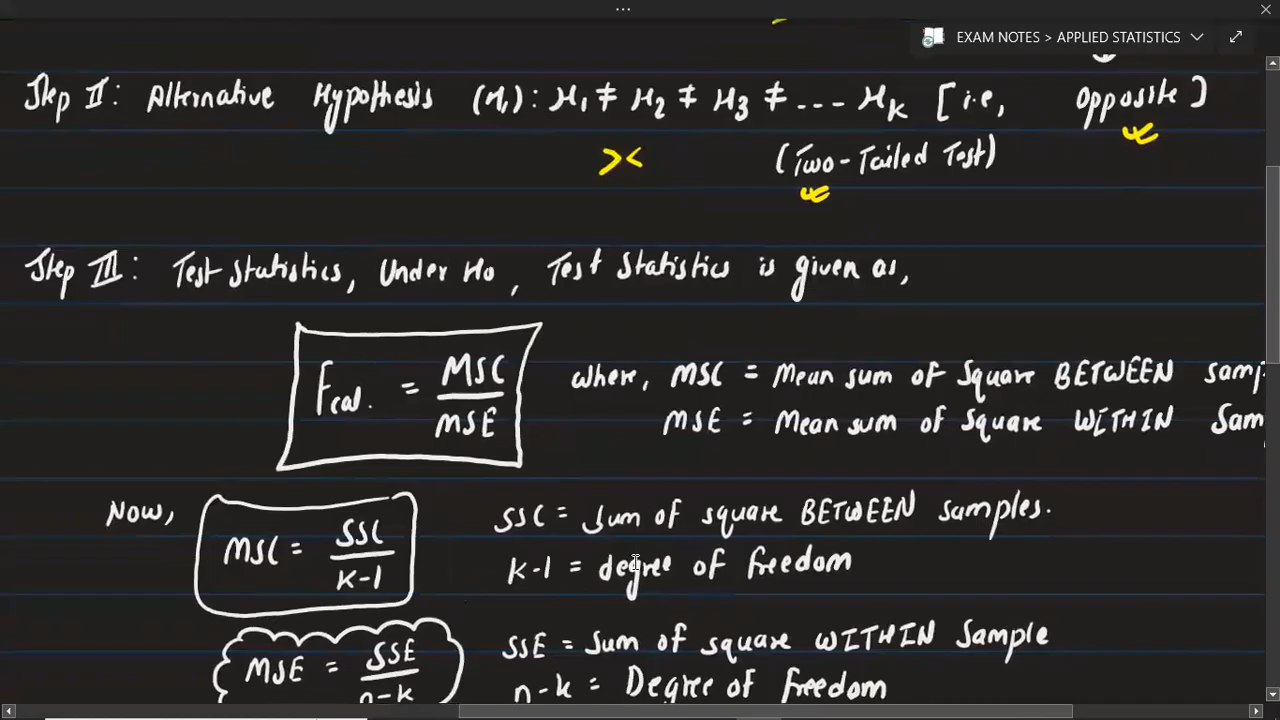 EXAM NOTES > APPLIED STATISTICS
Step II: Alternative Hypothesis (H1): μ1 ≠ μ2 ≠ μ3 ≠ ---- μk [i.e, Opposite]
>< (Two-Tailed Test)
Step III: Test Statistics, Under Ho, Test Statistics is given as,
Fcal. = MSC / MSE
where, MSC = Mean sum of Square BETWEEN samp
MSE = Mean sum of Square WITHIN Sam
Now, MSC = SSC / K-1
SSC = Sum of square BETWEEN samples.
K-1 = degree of freedom
MSE = SSE / n-k
SSE = Sum of square WITHIN Sample
n-k = Degree of freedom